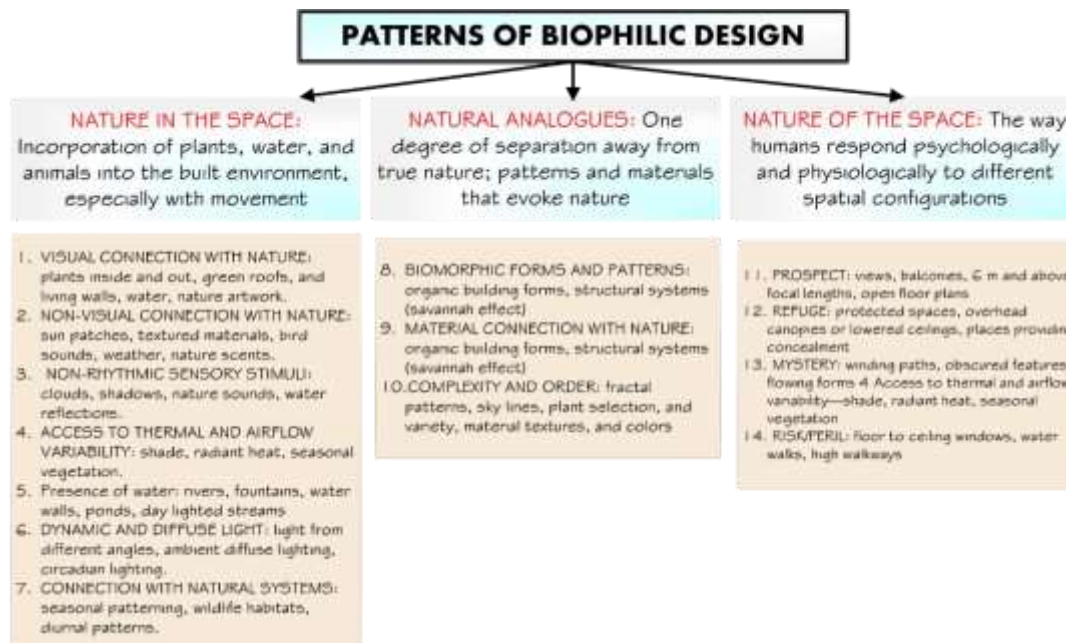 PATTERNS OF BIOPHILIC DESIGN
NATURE IN THE SPACE:
Incorporation of plants, water, and
animals into the built environment,
especially with movement
1. VISUAL CONNECTION WITH NATURE:
plants inside and out, green roofs, and
living walls, water, nature artwork.
2. NON-VISUAL CONNECTION WITH NATURE:
sun patches, textured materials, bird
sounds, weather, nature scents.
3. NON-RHYTHMIC SENSORY STIMULI:
clouds, shadows, nature sounds, water
reflections.
4. ACCESS TO THERMAL AND AIRFLOW
VARIABILITY: shade, radiant heat, seasonal
vegetation.
5. Presence of water: rivers, fountains, water
walls, ponds, day lighted streams
6. DYNAMIC AND DIFFUSE LIGHT: light from
different angles, ambient diffuse lighting,
circadian lighting.
7. CONNECTION WITH NATURAL SYSTEMS:
seasonal patterning, wildlife habitats,
diurnal patterns.
NATURAL ANALOGUES: One
degree of separation away from
true nature; patterns and materials
that evoke nature
8. BIOMORPHIC FORMS AND PATTERNS:
organic building forms, structural systems
(savannah effect)
9. MATERIAL CONNECTION WITH NATURE:
organic building forms, structural systems
(savannah effect)
10.COMPLEXITY AND ORDER: fractal
patterns, sky lines, plant selection, and
variety, material textures, and colors
NATURE OF THE SPACE: The way
humans respond psychologically
and physiologically to different
spatial configurations
11. PROSPECT: views, balconies, 6 m and above
focal lengths, open floor plans
12. REFUGE: protected spaces, overhead
canopies or lowered ceilings, places providin
concealment
13. MYSTERY: winding paths, obscured features
flowing forms 4 Access to thermal and airflow
variability—shade, radiant heat, seasonal
vegetation
14. RISK/PERIL: floor to ceiling windows, water
walks, high walkways